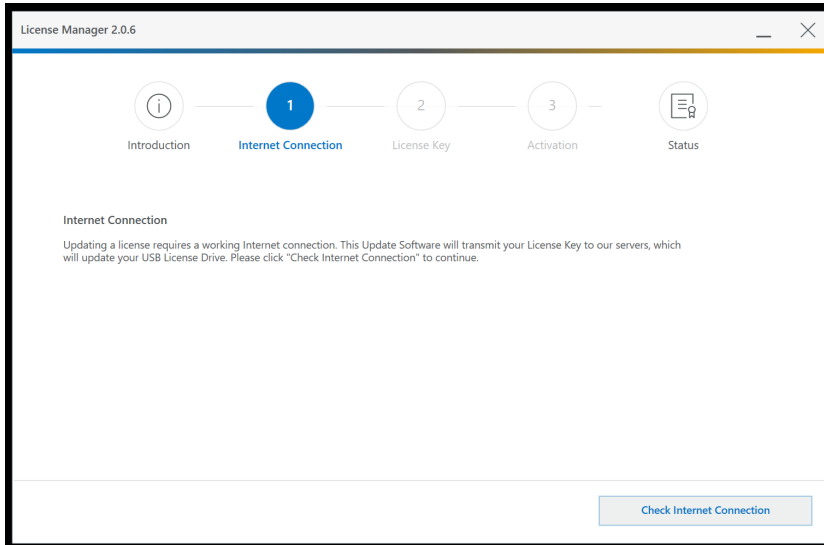 License Manager 2.0.6
1
2
3
Introduction
Internet Connection
License Key
Activation
Status
Internet Connection
Updating a license requires a working Internet connection. This Update Software will transmit your License Key to our servers, which
will update your USB License Drive. Please click "Check Internet Connection" to continue.
Check Internet Connection